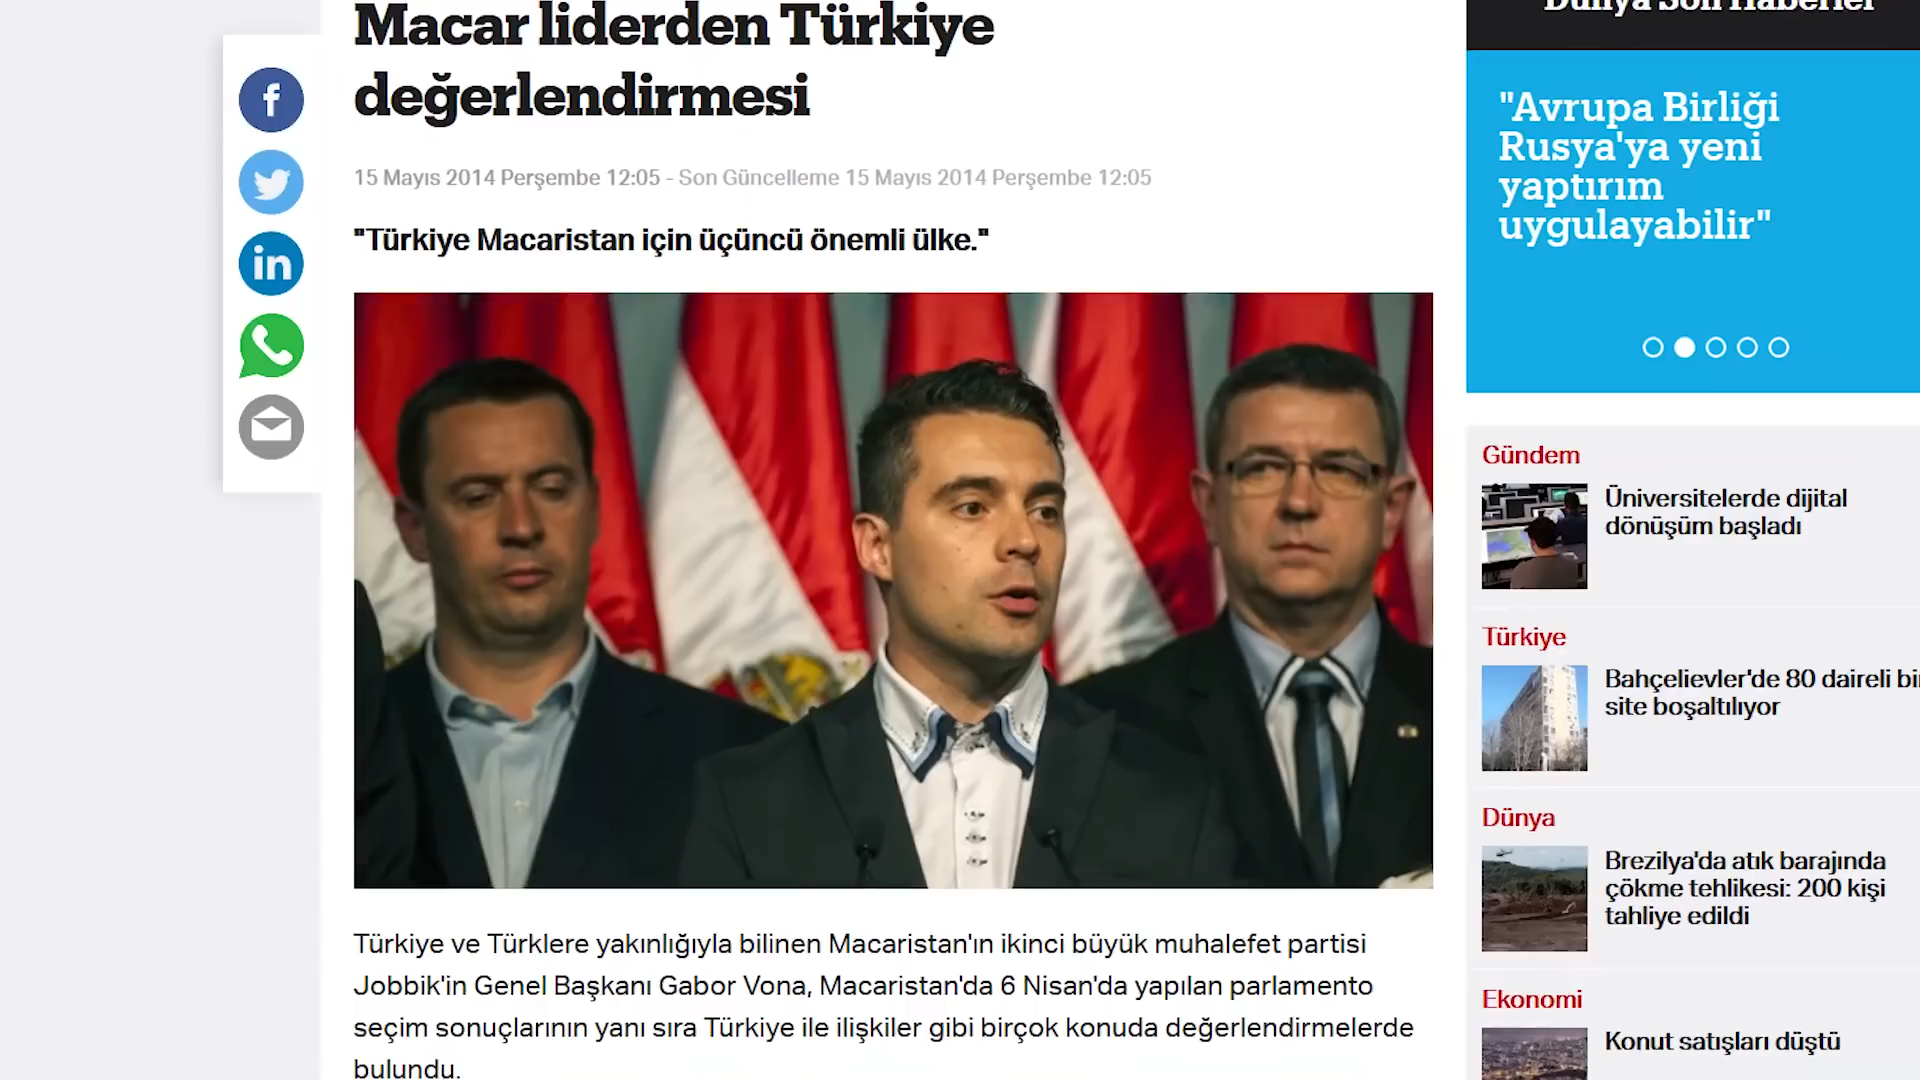 Macar liderden Türkiye
değerlendirmesi
15 Mayıs 2014 Perşembe 12:05 - Son Güncelleme 15 Mayıs 2014 Perşembe 12:05
"Türkiye Macaristan için üçüncü önemli ülke."
Türkiye ve Türklere yakınlığıyla bilinen Macaristan'ın ikinci büyük muhalefet partisi
Jobbik'in Genel Başkanı Gabor Vona, Macaristan'da 6 Nisan'da yapılan parlamento
seçim sonuçlarının yanı sıra Türkiye ile ilişkiler gibi birçok konuda değerlendirmelerde
bulundu.
Dünya Son Haberler
"Avrupa Birliği
Rusya'ya yeni
yaptırım
uygulayabilir"
Gündem
Üniversitelerde dijital
dönüşüm başladı
Türkiye
Bahçelievler'de 80 daireli bir
site boşaltılıyor
Dünya
Brezilya'da atık barajında
çökme tehlikesi: 200 kişi
tahliye edildi
Ekonomi
Konut satışları düştü